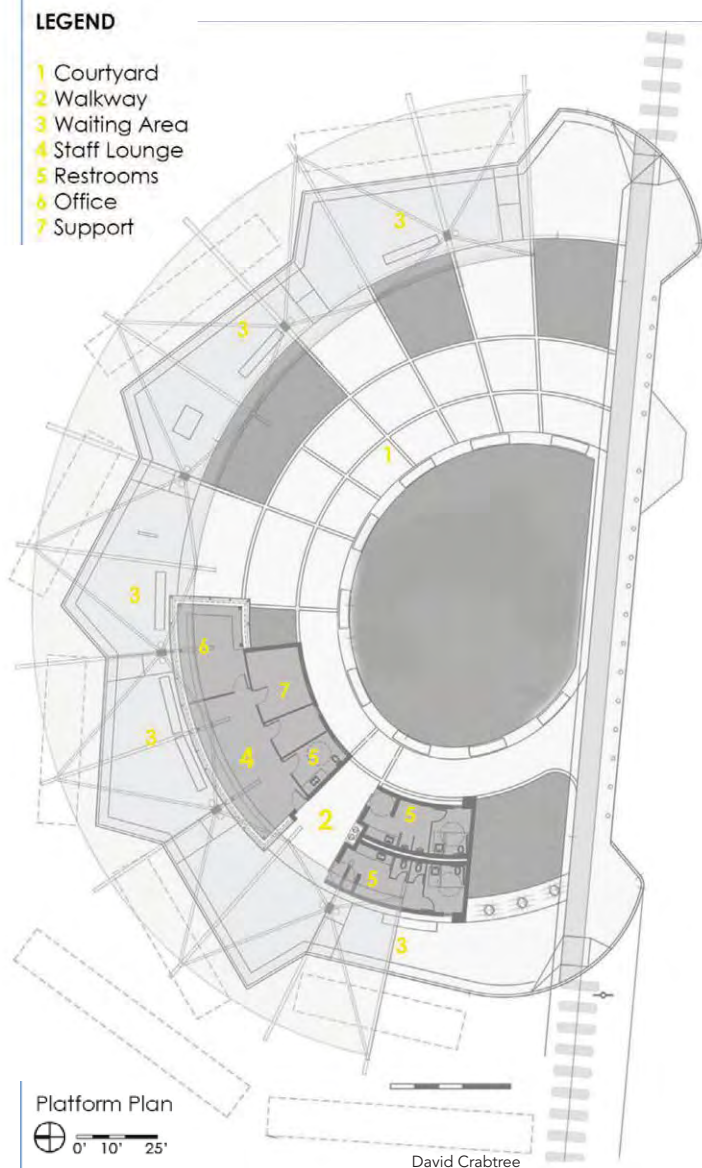 LEGEND
1 Courtyard
2 Walkway
3 Waiting Area
4 Staff Lounge
5 Restrooms
6 Office
7 Support
3
3
1
3
6
7
3
4
5
2
5
5
3
Platform Plan
0' 10' 25'
David Crabtree